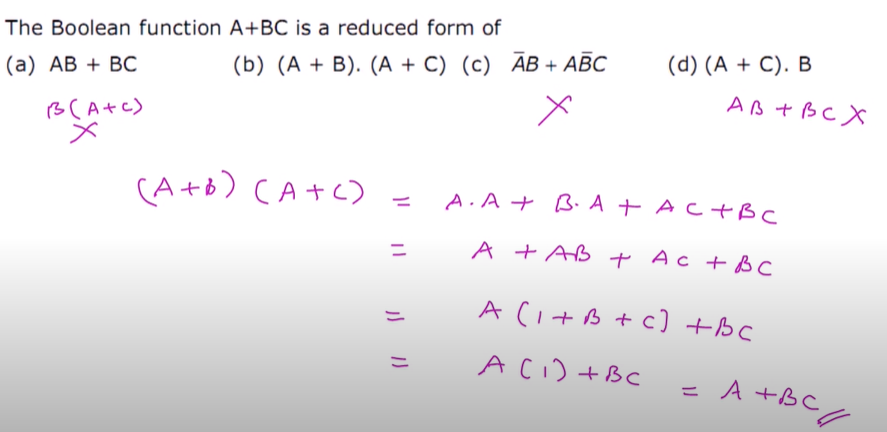 The Boolean function A+BC is a reduced form of
(a) AB + BC (b) (A + B). (A + C) (c) A̅B + AB̅C (d) (A + C). B
B(A+C) X X AB + BC X
(A+b) (A+C) = A.A + B.A + AC+BC
= A + AB + AC + BC
= A (1+B+C] +BC
= A (1) +BC = A +BC